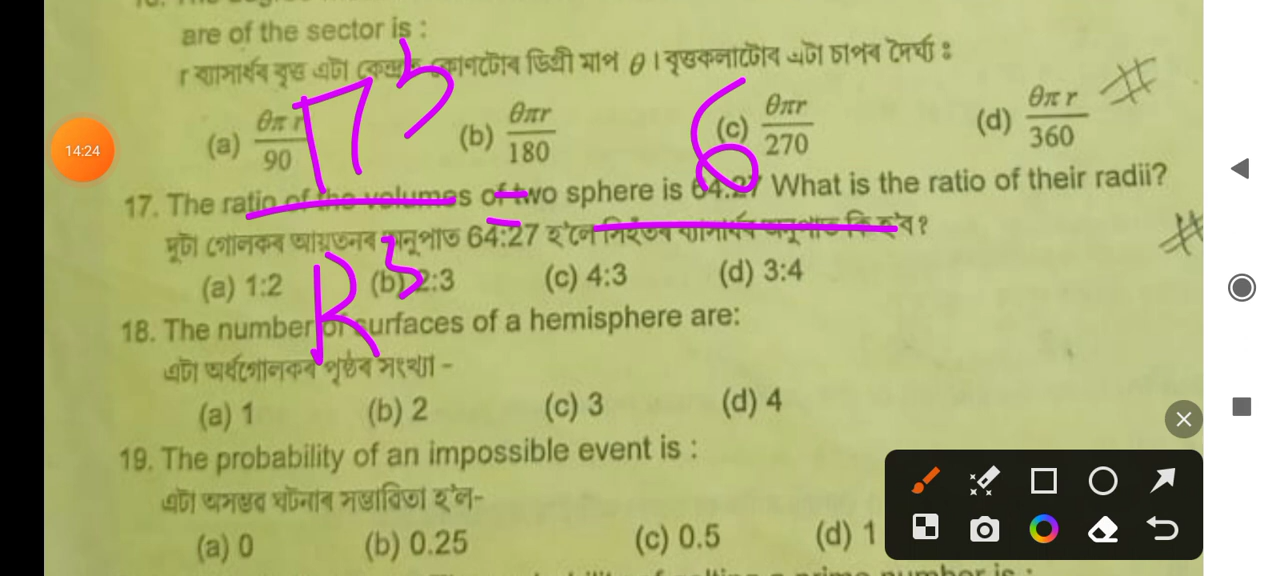 are of the sector is :
r ব্যাসাৰ্ধৰ বৃত্ত এটা কেন্দ্ৰত কোণটোৰ ডিগ্ৰী মাপ θ । বৃত্তকলাটোৰ এটা চাপৰ দৈৰ্ঘ্য ঃ
(a) θπ r / 90 (b) θπr / 180 (c) θπr / 270 (d) θπ r / 360
14:24
17. The ratio of the volumes of two sphere is 64:27 What is the ratio of their radii?
দুটা গোলকৰ আয়তনৰ অনুপাত 64:27 হ'লে সিহঁতৰ ব্যাসাৰ্ধৰ অনুপাত কি হ'ব ?
(a) 1:2 (b) 2:3 (c) 4:3 (d) 3:4
18. The number of surfaces of a hemisphere are:
এটা অৰ্ধগোলকৰ পৃষ্ঠৰ সংখ্যা -
(a) 1 (b) 2 (c) 3 (d) 4
19. The probability of an impossible event is :
এটা অসম্ভৱ ঘটনাৰ সম্ভাৱিতা হ'ল-
(a) 0 (b) 0.25 (c) 0.5 (d) 1
R³
6